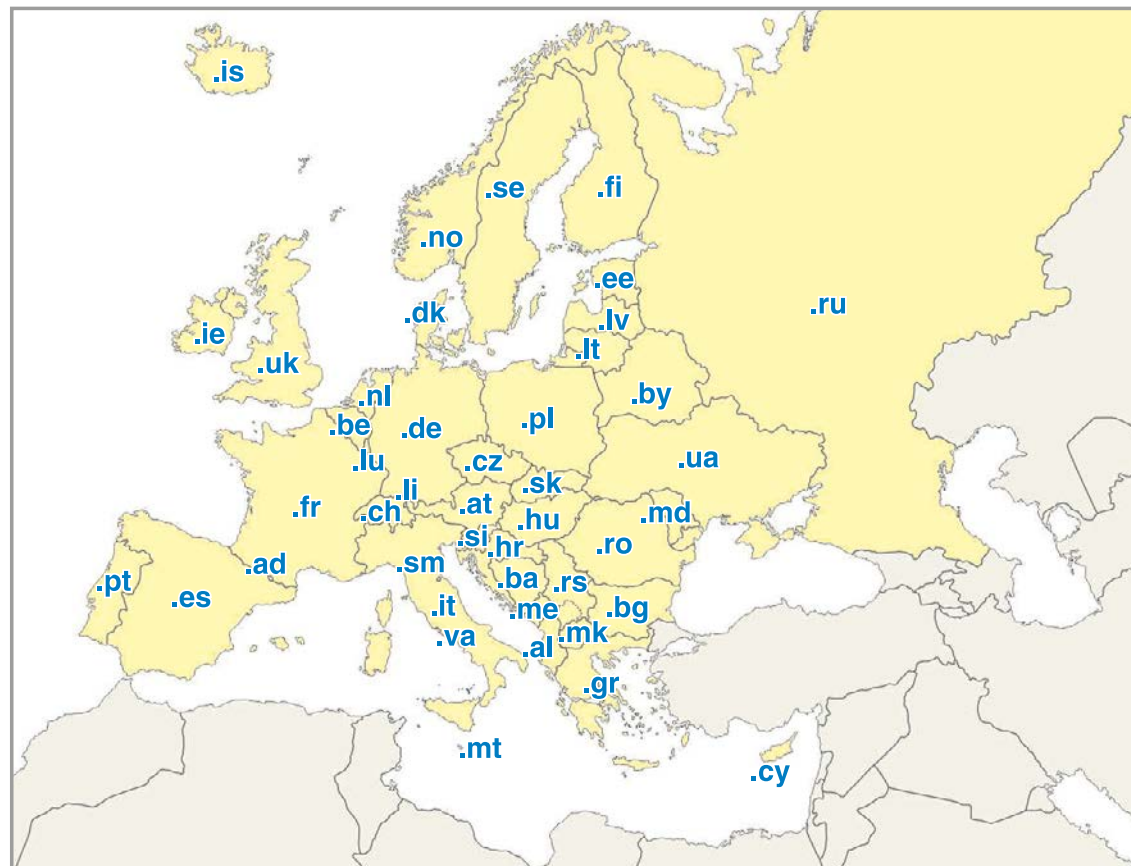 .is
.se
.fi
.no
.ee
.dk
.lv
.ru
.ie
.lt
.uk
.nl
.by
.be
.de
.pl
.lu
.cz
.ua
.li
.sk
.fr
.ch
.at
.hu
.md
.si
.hr
.ro
.ad
.sm
.pt
.ba
.rs
.es
.it
.me
.bg
.va
.mk
.al
.gr
.mt
.cy